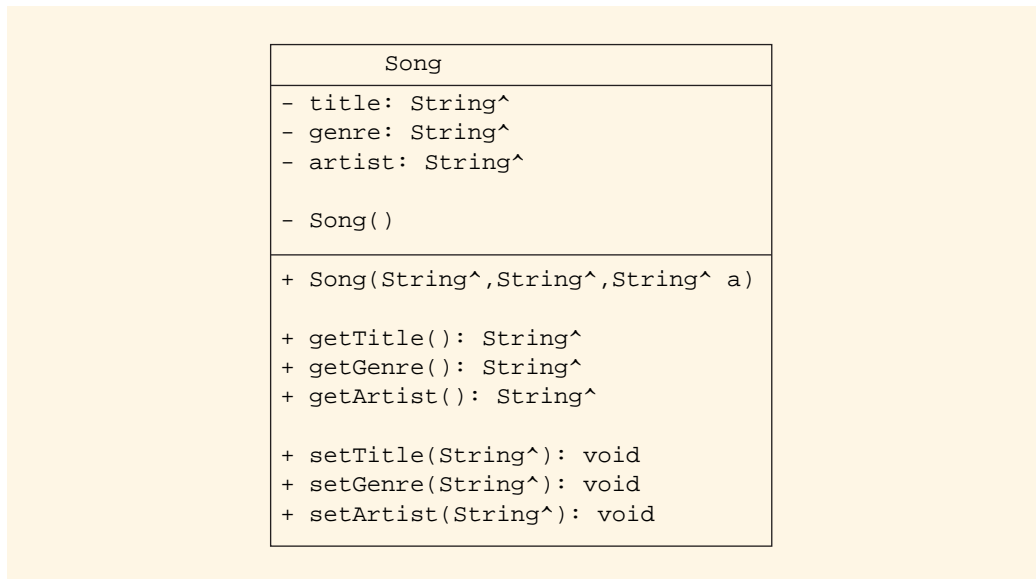 Song
- title: String^
- genre: String^
- artist: String^
- Song()
+ Song(String^,String^,String^ a)
+ getTitle(): String^
+ getGenre(): String^
+ getArtist(): String^
+ setTitle(String^): void
+ setGenre(String^): void
+ setArtist(String^): void